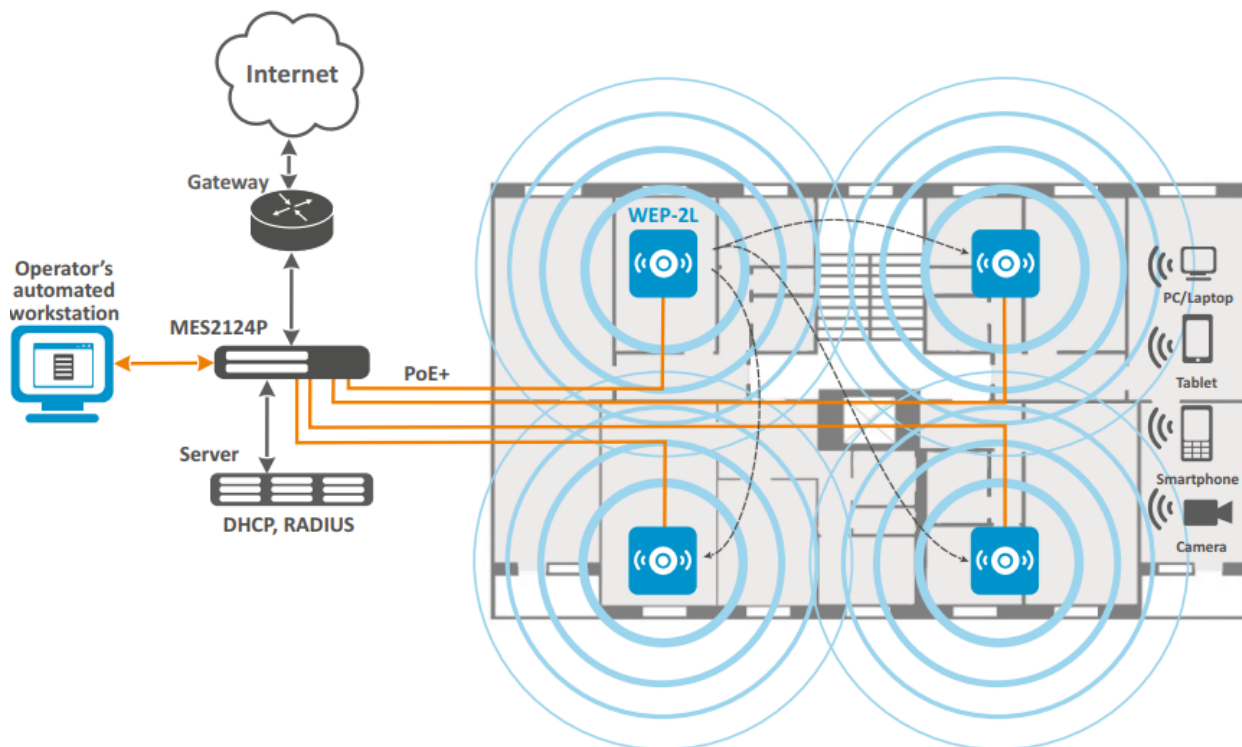 Internet
Gateway
Operator's
automated
workstation
MES2124P
PoE+
Server
DHCP, RADIUS
WEP-2L
PC/Laptop
Tablet
Smartphone
Camera